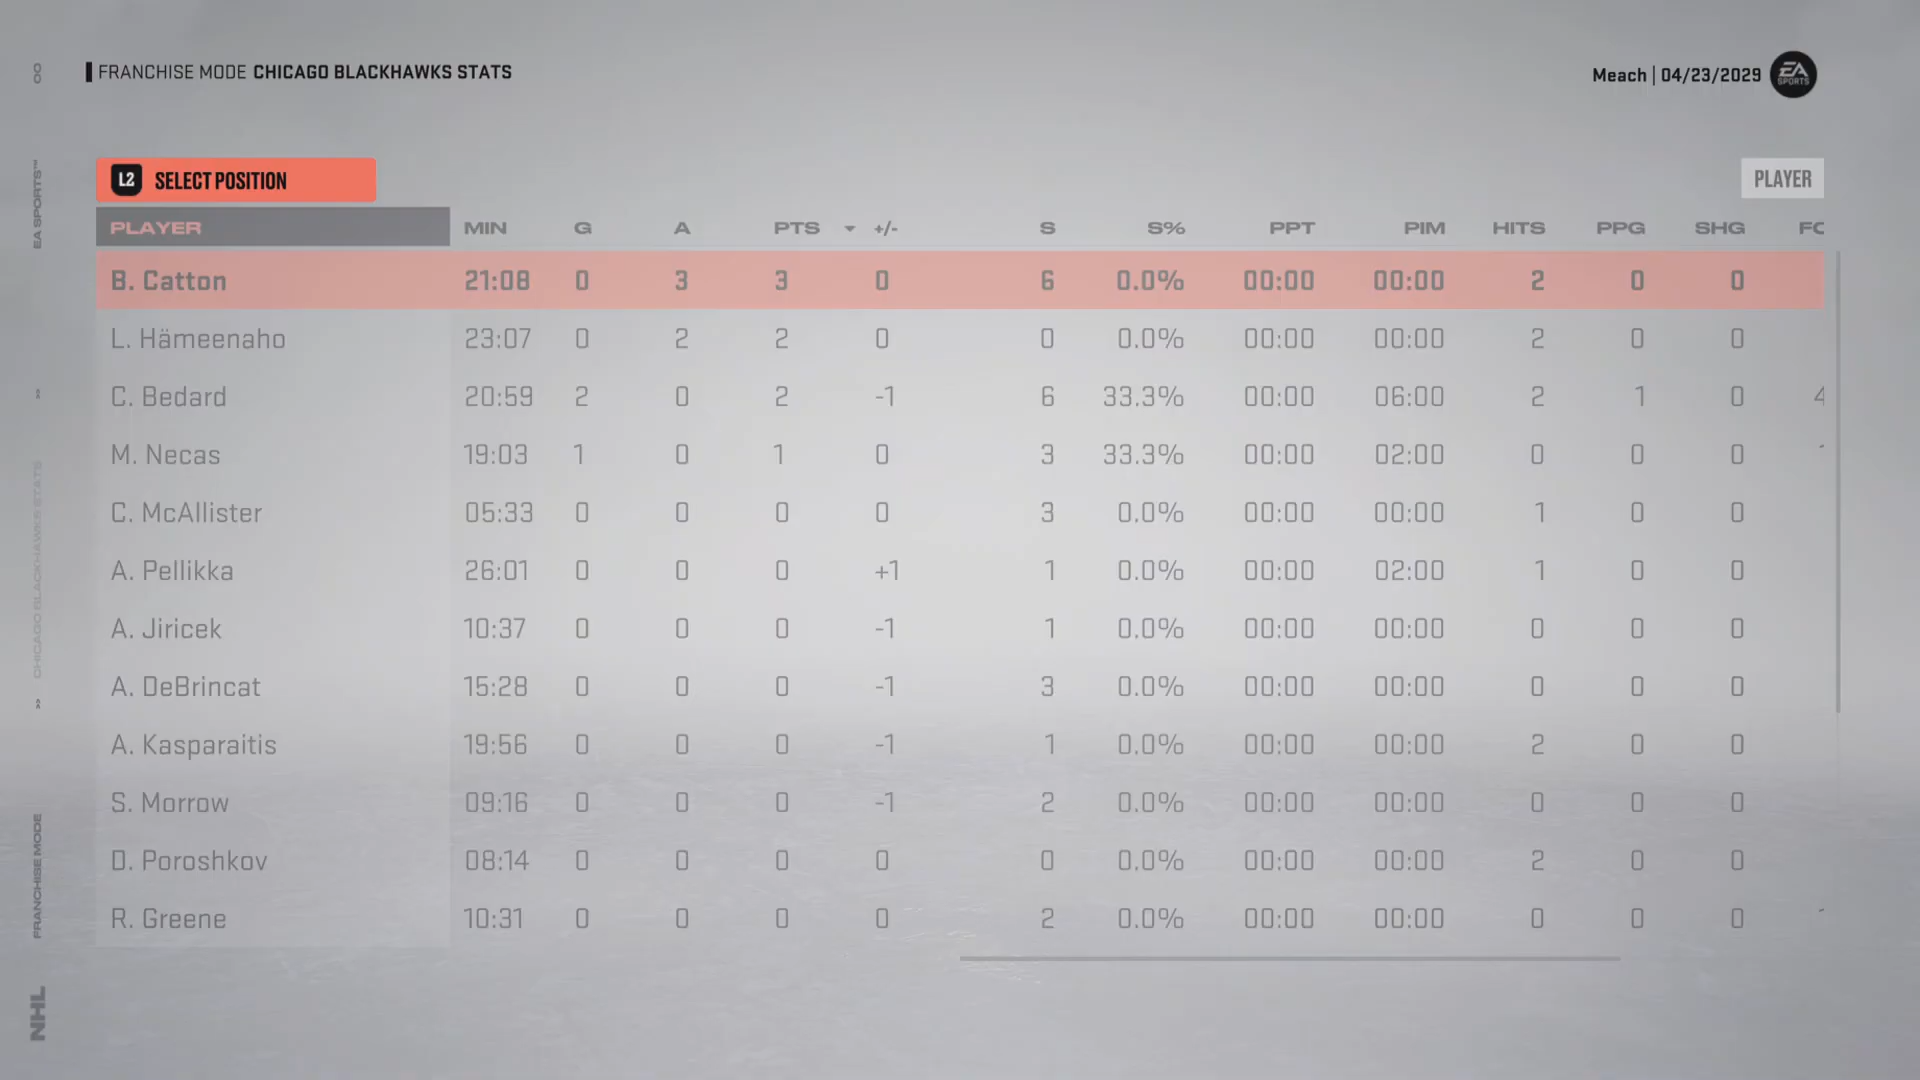 FRANCHISE MODE CHICAGO BLACKHAWKS STATS
Meach | 04/23/2029
EA SPORTS
L2 SELECT POSITION
PLAYER
PLAYER MIN G A PTS +/- S S% PPT PIM HITS PPG SHG
B. Catton 21:08 0 3 3 0 6 0.0% 00:00 00:00 2 0 0
L. Hämeenaho 23:07 0 2 2 0 0 0.0% 00:00 00:00 2 0 0
C. Bedard 20:59 2 0 2 -1 6 33.3% 00:00 06:00 2 1 0 4
M. Necas 19:03 1 0 1 0 3 33.3% 00:00 02:00 0 0 0
C. McAllister 05:33 0 0 0 0 3 0.0% 00:00 00:00 1 0 0
A. Pellikka 26:01 0 0 0 +1 1 0.0% 00:00 02:00 1 0 0
A. Jiricek 10:37 0 0 0 -1 1 0.0% 00:00 00:00 0 0 0
A. DeBrincat 15:28 0 0 0 -1 3 0.0% 00:00 00:00 0 0 0
A. Kasparaitis 19:56 0 0 0 -1 1 0.0% 00:00 00:00 2 0 0
S. Morrow 09:16 0 0 0 -1 2 0.0% 00:00 00:00 0 0 0
D. Poroshkov 08:14 0 0 0 0 0 0.0% 00:00 00:00 2 0 0
R. Greene 10:31 0 0 0 0 2 0.0% 00:00 00:00 0 0 0
NHL
FRANCHISE MODE
CHICAGO BLACKHAWKS STATS
EA SPORTS™